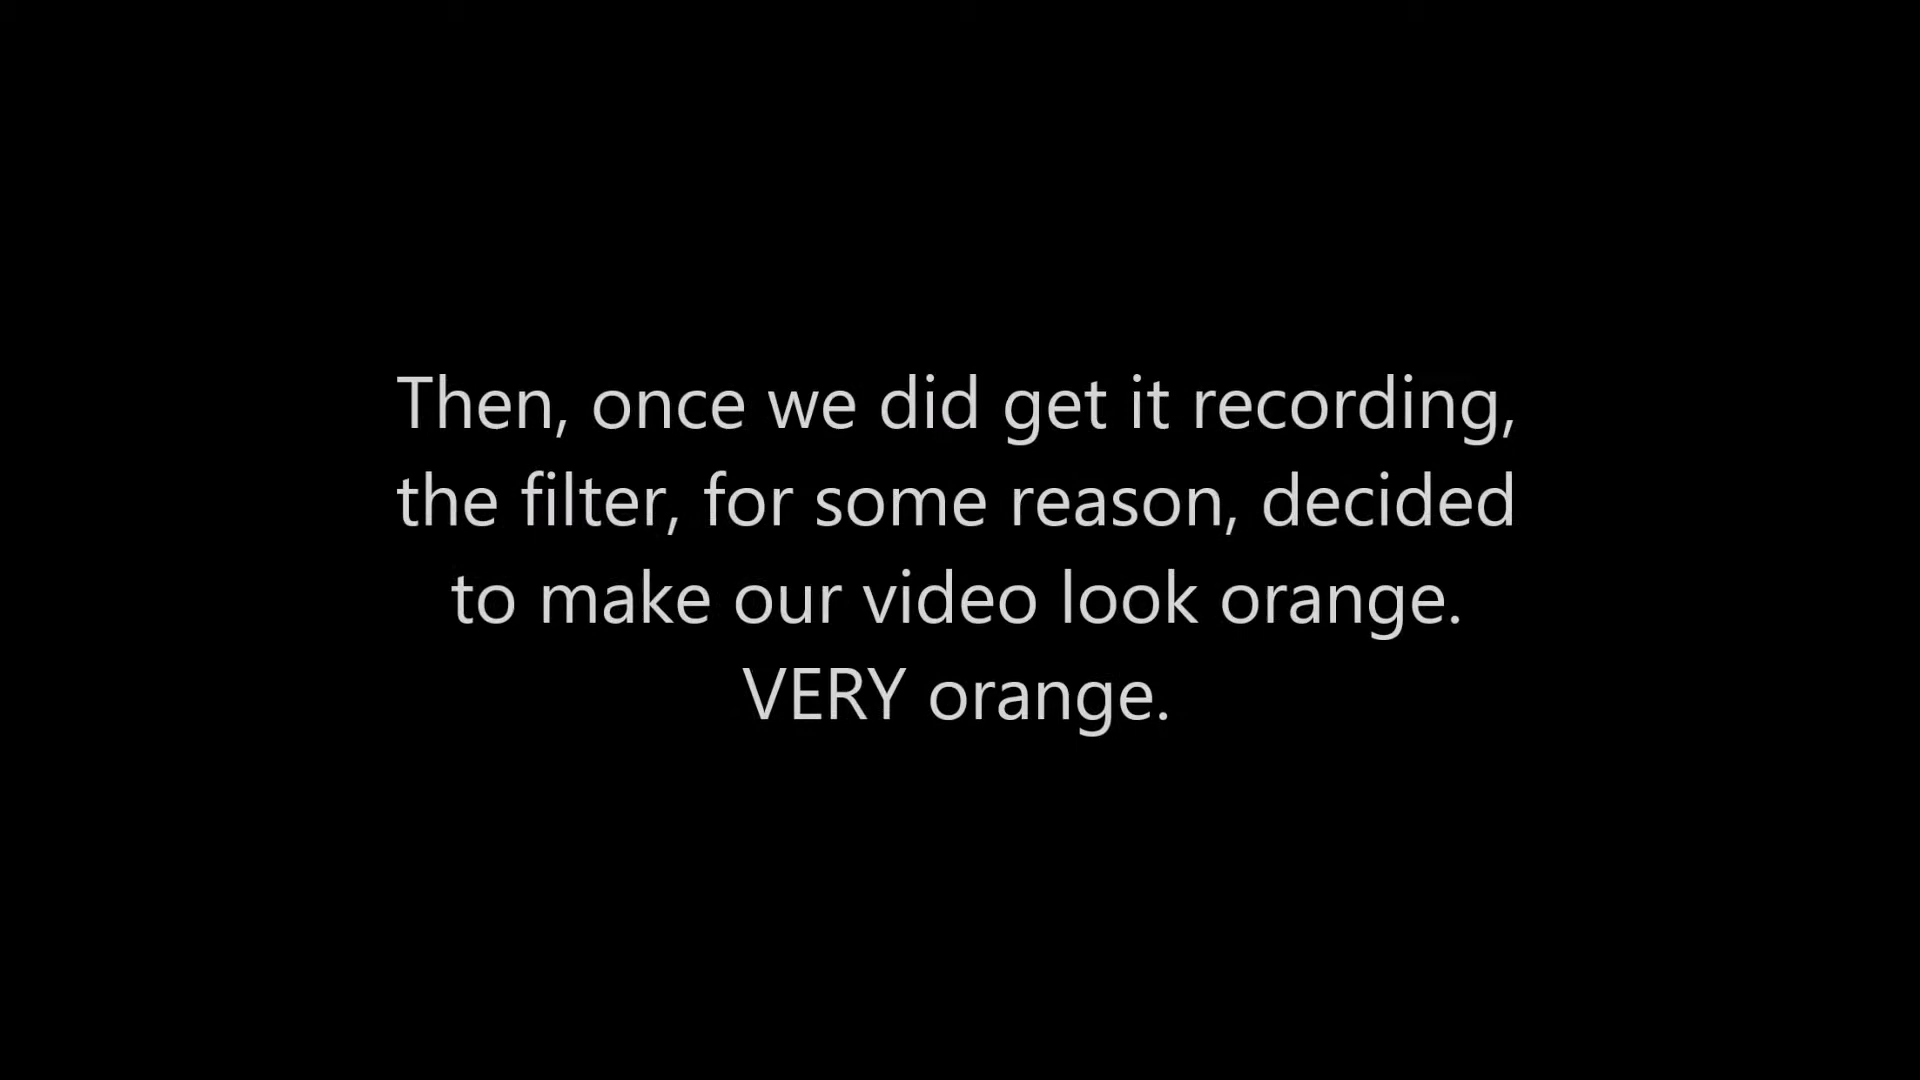 Then, once we did get it recording,
the filter, for some reason, decided
to make our video look orange.
VERY orange.